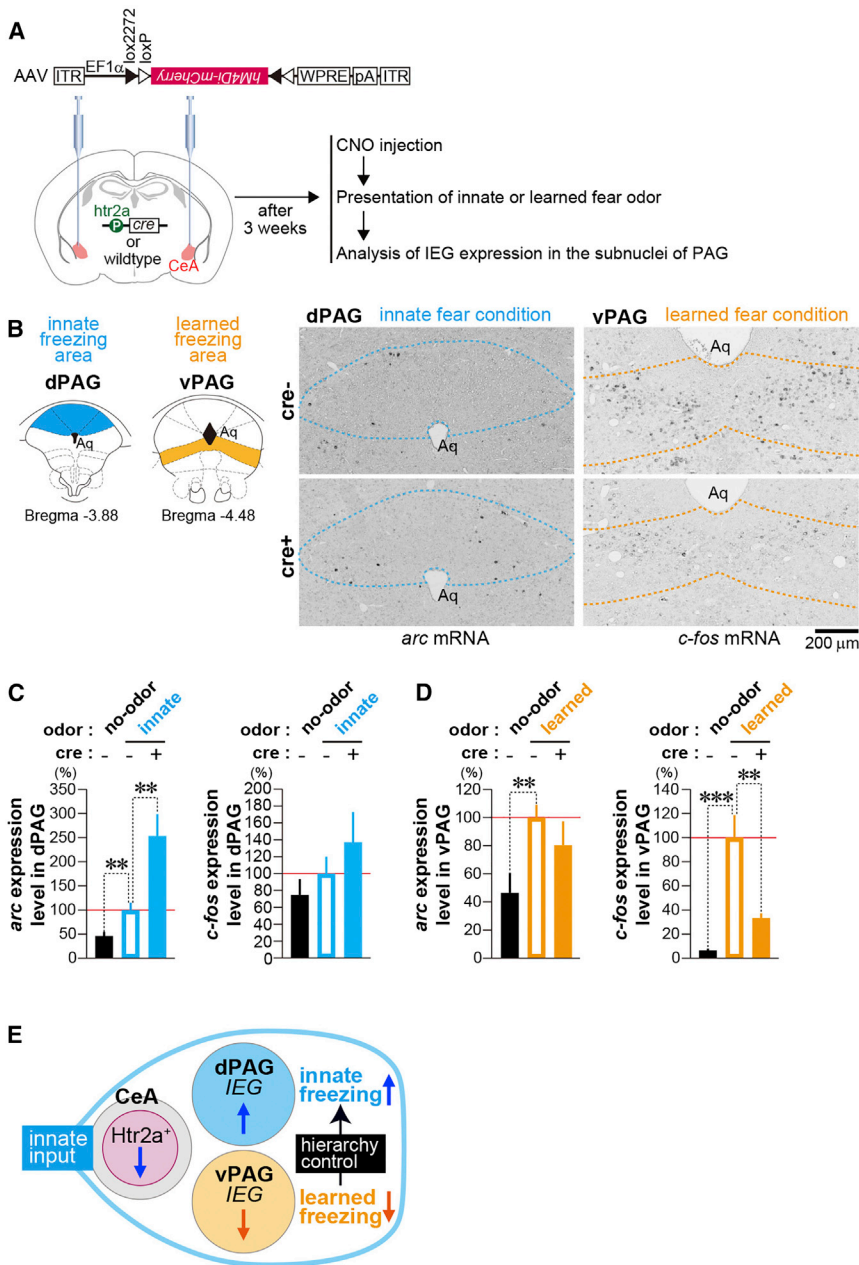 A
AAV
ITR
EF1α
lox2272
loxP
hM4Di-mCherry
WPRE
pA
ITR
htr2a
P
cre
or
wildtype
CeA
after
3 weeks
CNO injection
Presentation of innate or learned fear odor
Analysis of IEG expression in the subnuclei of PAG
B
innate
freezing
area
dPAG
Aq
Bregma -3.88
learned
freezing
area
vPAG
Aq
Bregma -4.48
dPAG innate fear condition
vPAG learned fear condition
cre-
Aq
Aq
cre+
Aq
Aq
arc mRNA
c-fos mRNA
200 μm
C
no-odor
innate
odor :
cre : - - +
(%)
350
300
250
200
150
100
50
0
**
**
arc expression
level in dPAG
no-odor
innate
- - +
(%)
200
180
160
140
120
100
80
60
40
20
0
c-fos expression
level in dPAG
D
no-odor
learned
odor :
cre : - - +
(%)
120
100
80
60
40
20
0
**
arc expression
level in vPAG
no-odor
learned
- - +
(%)
140
120
100
80
60
40
20
0
***
**
c-fos expression
level in vPAG
E
innate
input
CeA
Htr2a+
dPAG
IEG
vPAG
IEG
innate
freezing
hierarchy
control
learned
freezing